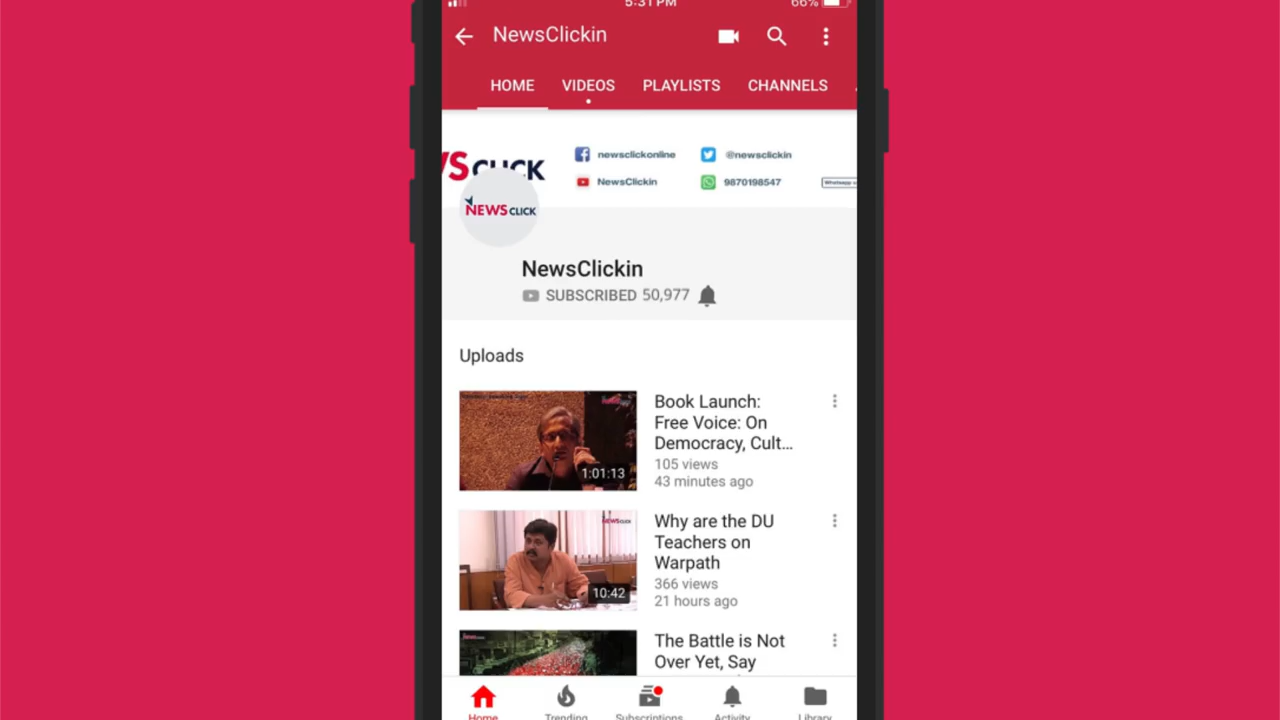 5:31 PM
66%
NewsClickin
HOME VIDEOS PLAYLISTS CHANNELS
CLICK
newsclickonline @newsclickin
NewsClickin 9870198547
NEWS CLICK
NewsClickin
SUBSCRIBED 50,977
Uploads
Book Launch:
Free Voice: On
Democracy, Cult...
105 views
43 minutes ago
1:01:13
Why are the DU
Teachers on
Warpath
366 views
21 hours ago
NEWSCLICK
10:42
The Battle is Not
Over Yet, Say
Home Trending Subscriptions Activity Library